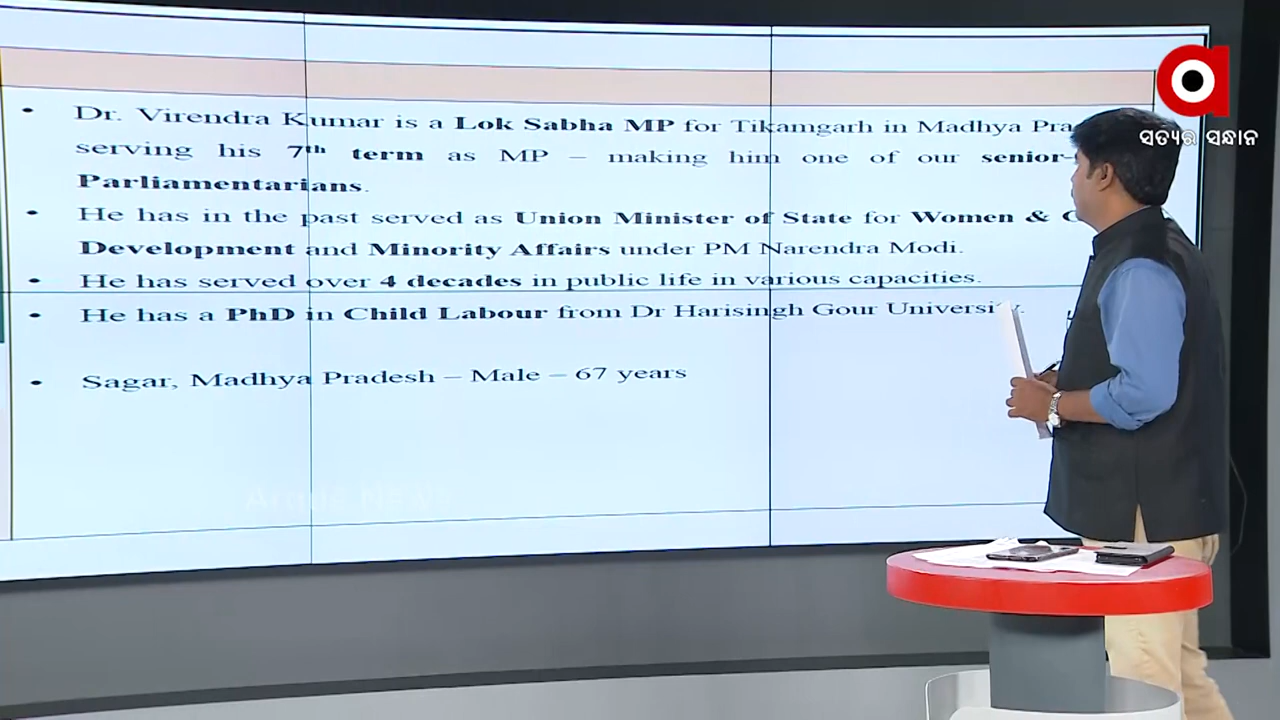 • Dr. Virendra Kumar is a Lok Sabha MP for Tikamgarh in Madhya
serving his 7th term as MP – making him one of our senior-
Parliamentarians.
• He has in the past served as Union Minister of State for Women &
Development and Minority Affairs under PM Narendra Modi.
• He has served over 4 decades in public life in various capacities.
• He has a PhD in Child Labour from Dr Harisingh Gour University.
• Sagar, Madhya Pradesh – Male – 67 years
ସତ୍ୟର ସନ୍ଧାନ